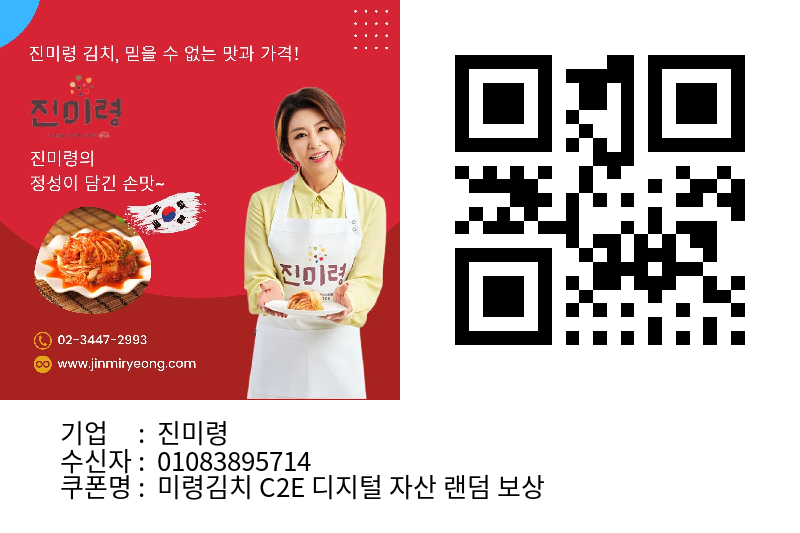 진미령 김치, 믿을 수 없는 맛과 가격!
진미령
진미령의
정성이 담긴 손맛~
진미령
02-3447-2993
www.jinmiryeong.com
기업 : 진미령
수신자 : 01083895714
쿠폰명 : 미령김치 C2E 디지털 자산 랜덤 보상